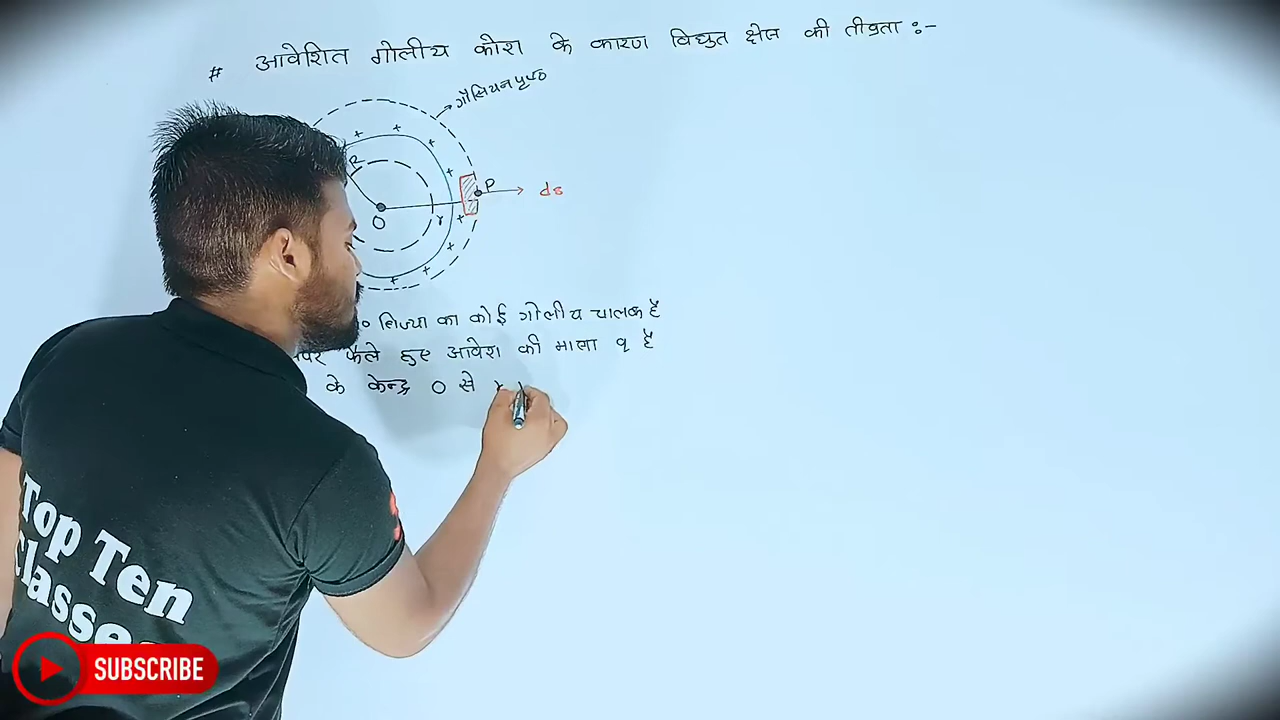 # आवेशित गोलीय कोश के कारण विद्युत क्षेत्र की तीव्रता :-
गौसियन पृष्ठ
R
P
ds
r
O
त्रिज्या का कोई गोलीय चालक है
फैले हुए आवेश की मात्रा q है
के केन्द्र O से r
Top Ten
Classes
SUBSCRIBE